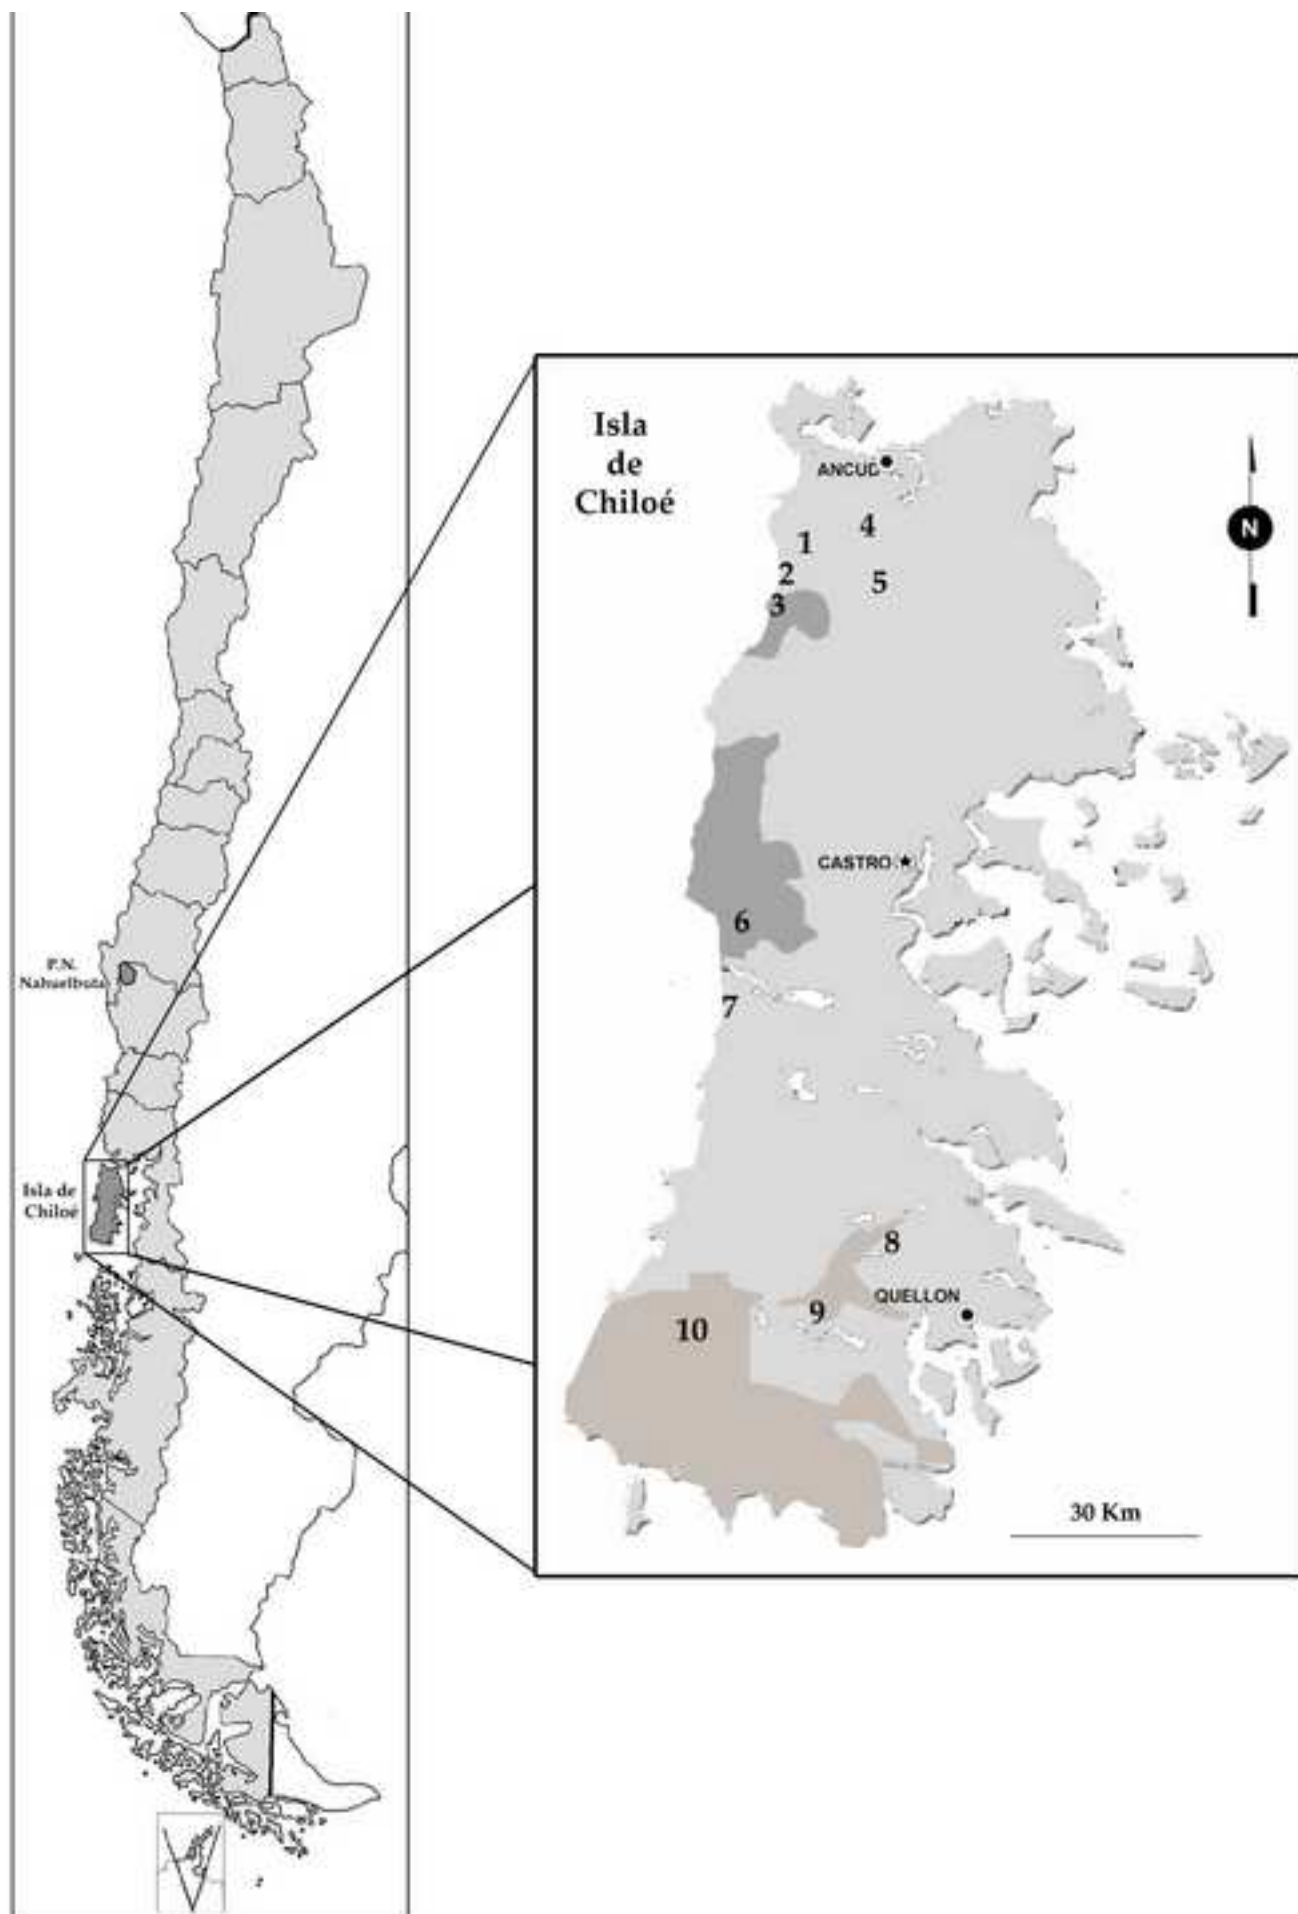 P.N.
Nahuelbuta
Isla de
Chiloé
Isla
de
Chiloé
ANCUD
N
4
1
2
5
3
CASTRO
6
7
8
QUELLON
9
10
30 Km